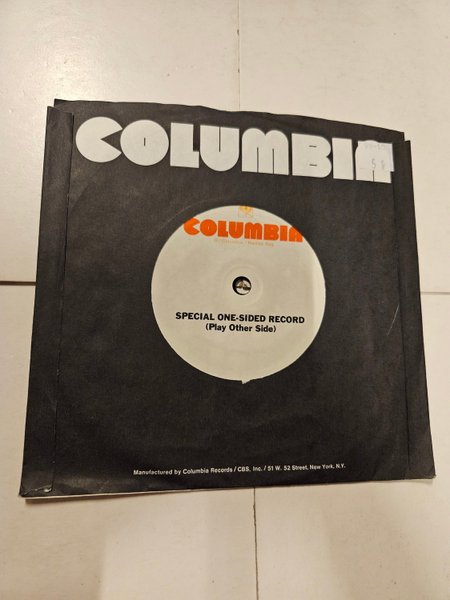 COLUMBIA
COLUMBIA
SPECIAL ONE-SIDED RECORD
(Play Other Side)
Manufactured by Columbia Records / CBS, Inc. / 51 W. 52 Street, New York, N.Y.